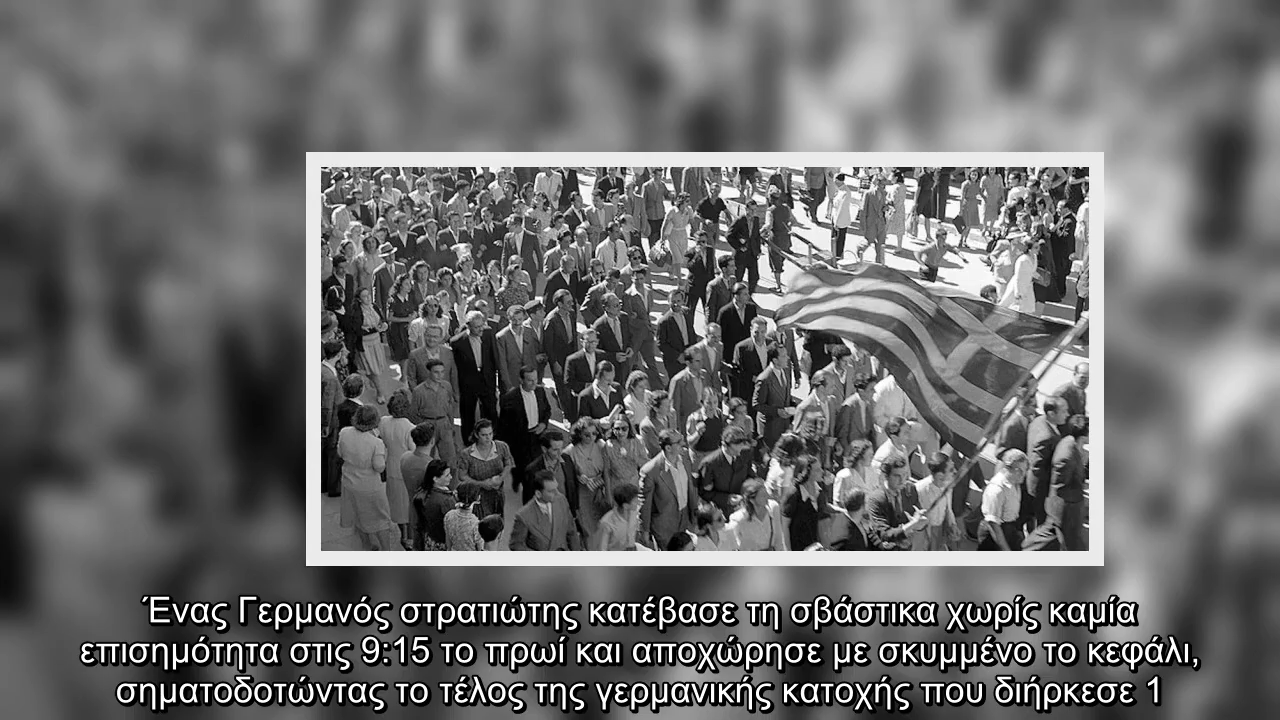 Ένας Γερμανός στρατιώτης κατέβασε τη σβάστικα χωρίς καμία
επισημότητα στις 9:15 το πρωί και αποχώρησε με σκυμμένο το κεφάλι,
σηματοδοτώντας το τέλος της γερμανικής κατοχής που διήρκεσε 1